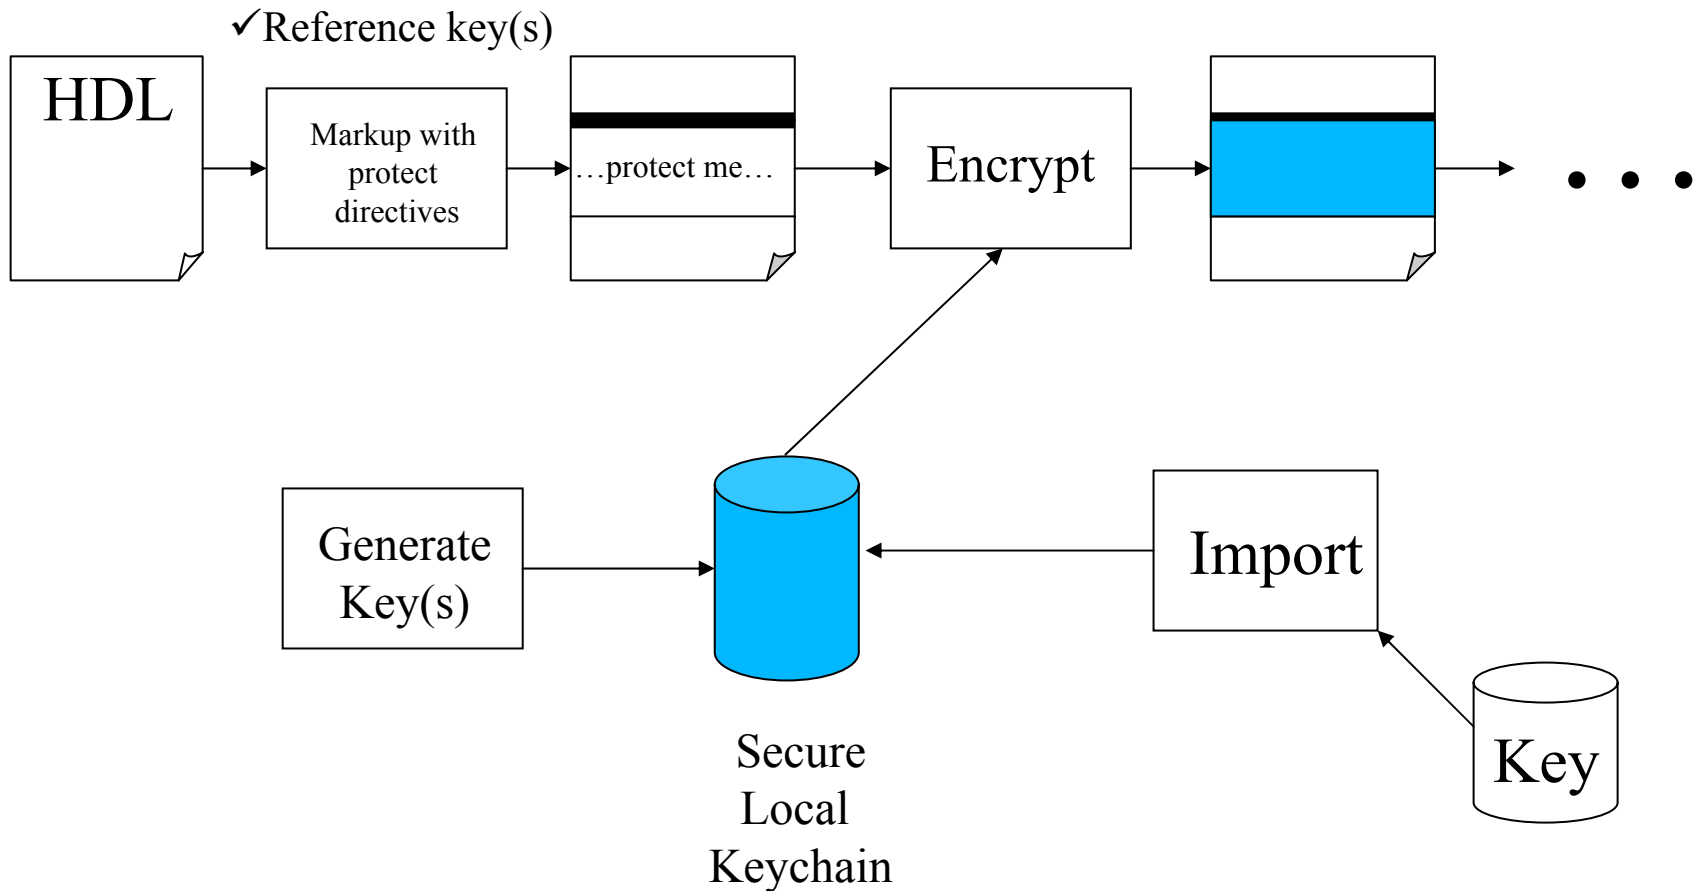 ✓Reference key(s)
HDL
Markup with
protect
directives
…protect me…
Encrypt
• • •
Generate
Key(s)
Import
Key
Secure
Local
Keychain